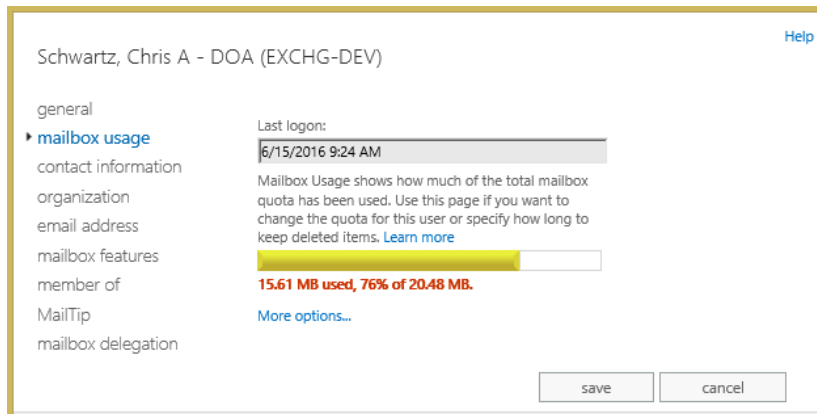 Help
Schwartz, Chris A - DOA (EXCHG-DEV)
general
mailbox usage
contact information
organization
email address
mailbox features
member of
MailTip
mailbox delegation
Last logon:
6/15/2016 9:24 AM
Mailbox Usage shows how much of the total mailbox
quota has been used. Use this page if you want to
change the quota for this user or specify how long to
keep deleted items. Learn more
15.61 MB used, 76% of 20.48 MB.
More options...
save
cancel